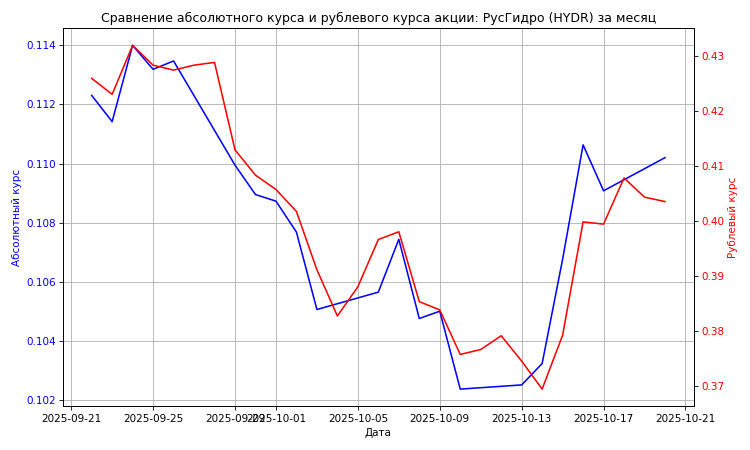 Сравнение абсолютного курса и рублевого курса акции: РусГидро (HYDR) за месяц
0.114
0.112
0.110
0.108
0.106
0.104
0.102
Абсолютный курс
0.43
0.42
0.41
0.40
0.39
0.38
0.37
Рублевый курс
2025-09-21 2025-09-25 2025-09-29 2025-10-01 2025-10-05 2025-10-09 2025-10-13 2025-10-17 2025-10-21
Дата